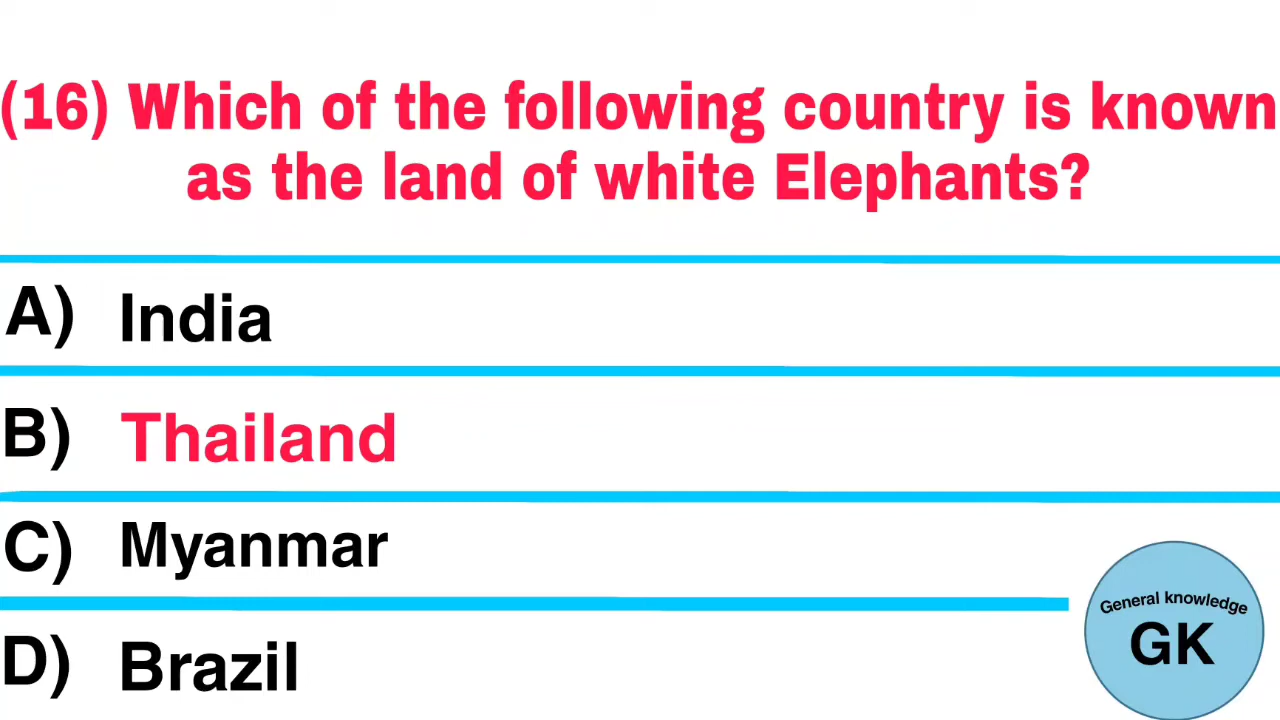 (16) Which of the following country is known
as the land of white Elephants?
A) India
B) Thailand
C) Myanmar
D) Brazil
General knowledge
GK